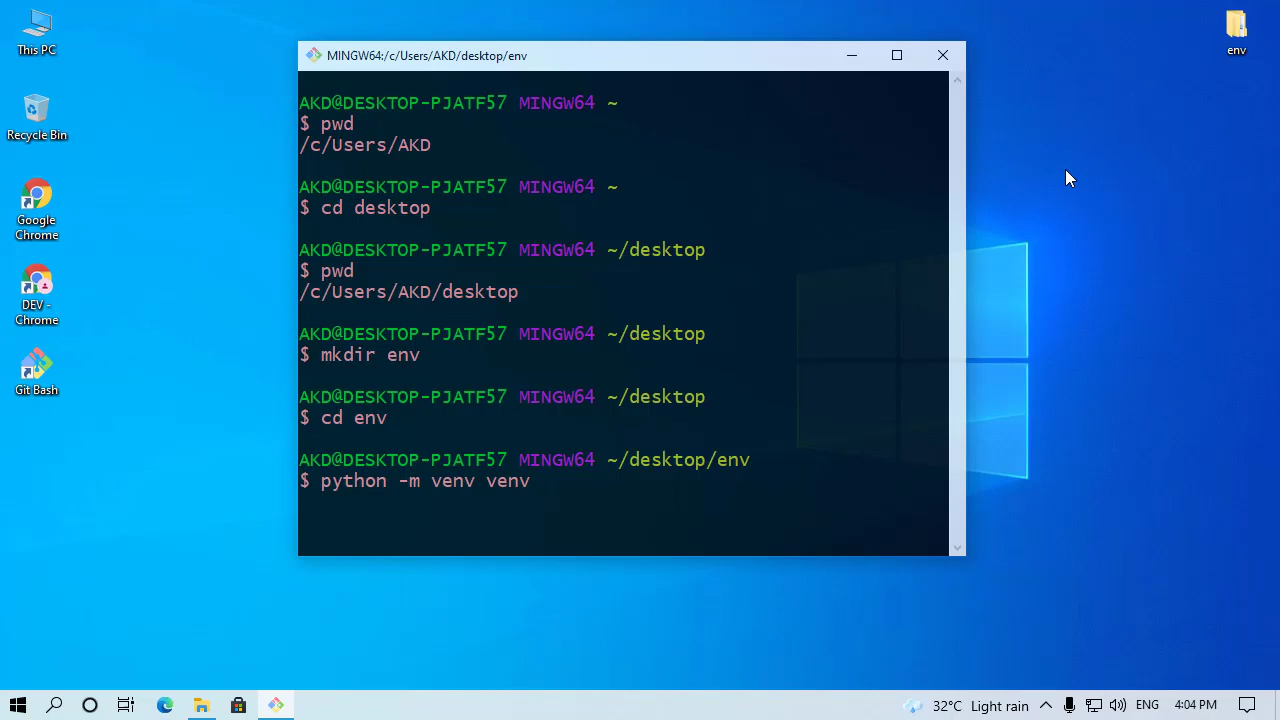 This PC
Recycle Bin
Google
Chrome
DEV -
Chrome
Git Bash
env
MINGW64:/c/Users/AKD/desktop/env
AKD@DESKTOP-PJATF57 MINGW64 ~
$ pwd
/c/Users/AKD
AKD@DESKTOP-PJATF57 MINGW64 ~
$ cd desktop
AKD@DESKTOP-PJATF57 MINGW64 ~/desktop
$ pwd
/c/Users/AKD/desktop
AKD@DESKTOP-PJATF57 MINGW64 ~/desktop
$ mkdir env
AKD@DESKTOP-PJATF57 MINGW64 ~/desktop
$ cd env
AKD@DESKTOP-PJATF57 MINGW64 ~/desktop/env
$ python -m venv venv
32°C Light rain ENG 4:04 PM